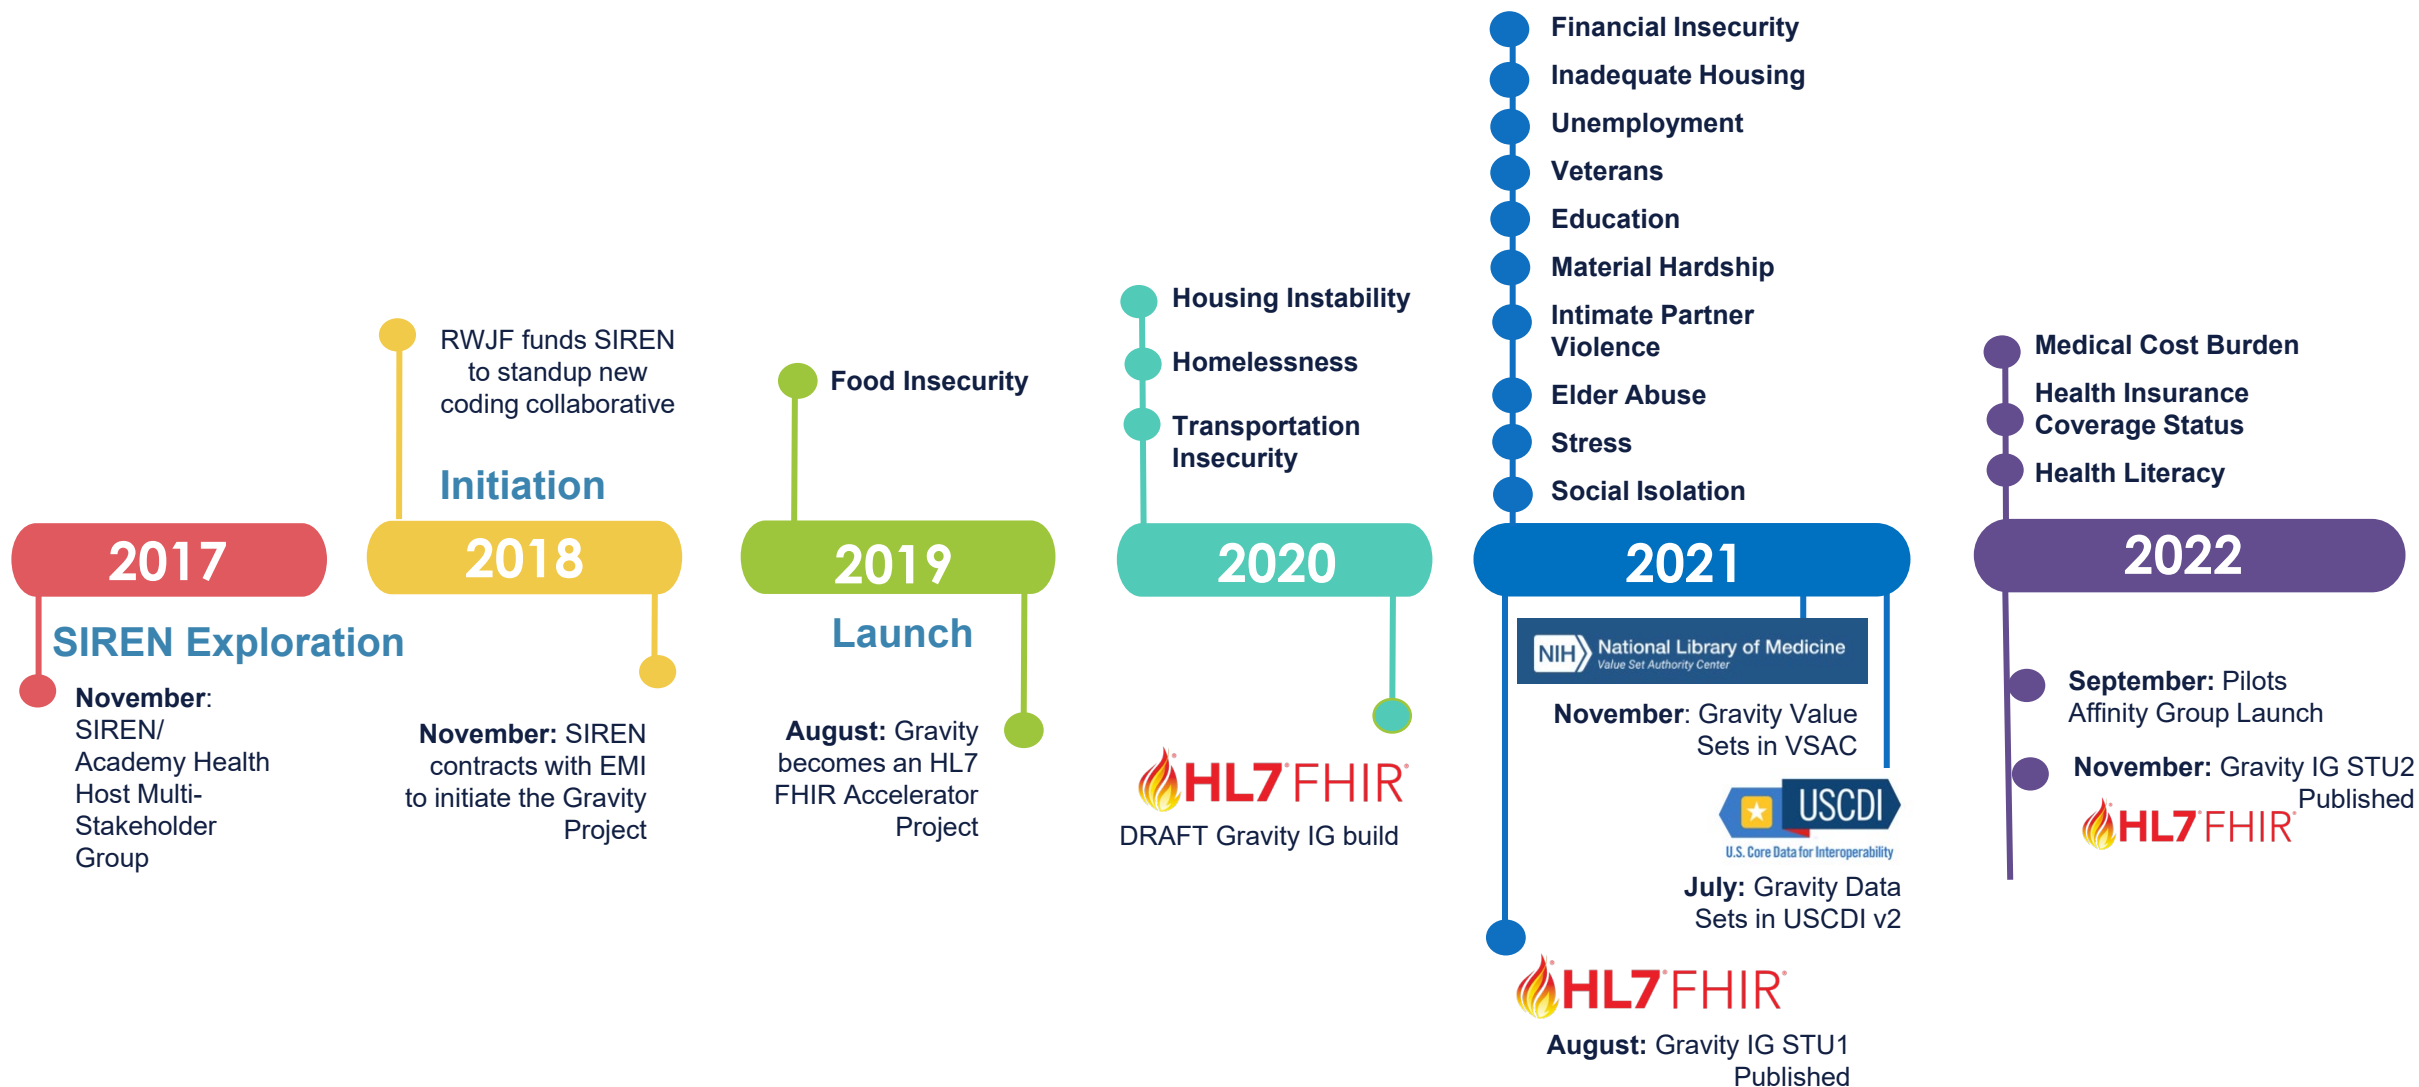 2017
SIREN Exploration
November:
SIREN/
Academy Health
Host Multi-
Stakeholder
Group
RWJF funds SIREN
to standup new
coding collaborative
Initiation
2018
November: SIREN
contracts with EMI
to initiate the Gravity
Project
Food Insecurity
2019
Launch
August: Gravity
becomes an HL7
FHIR Accelerator
Project
Housing Instability
Homelessness
Transportation
Insecurity
2020
HL7® FHIR®
DRAFT Gravity IG build
Financial Insecurity
Inadequate Housing
Unemployment
Veterans
Education
Material Hardship
Intimate Partner
Violence
Elder Abuse
Stress
Social Isolation
2021
NIH National Library of Medicine
Value Set Authority Center
November: Gravity Value
Sets in VSAC
USCDI
U.S. Core Data for Interoperability
July: Gravity Data
Sets in USCDI v2
HL7® FHIR®
August: Gravity IG STU1
Published
Medical Cost Burden
Health Insurance
Coverage Status
Health Literacy
2022
September: Pilots
Affinity Group Launch
November: Gravity IG STU2
Published
HL7® FHIR®